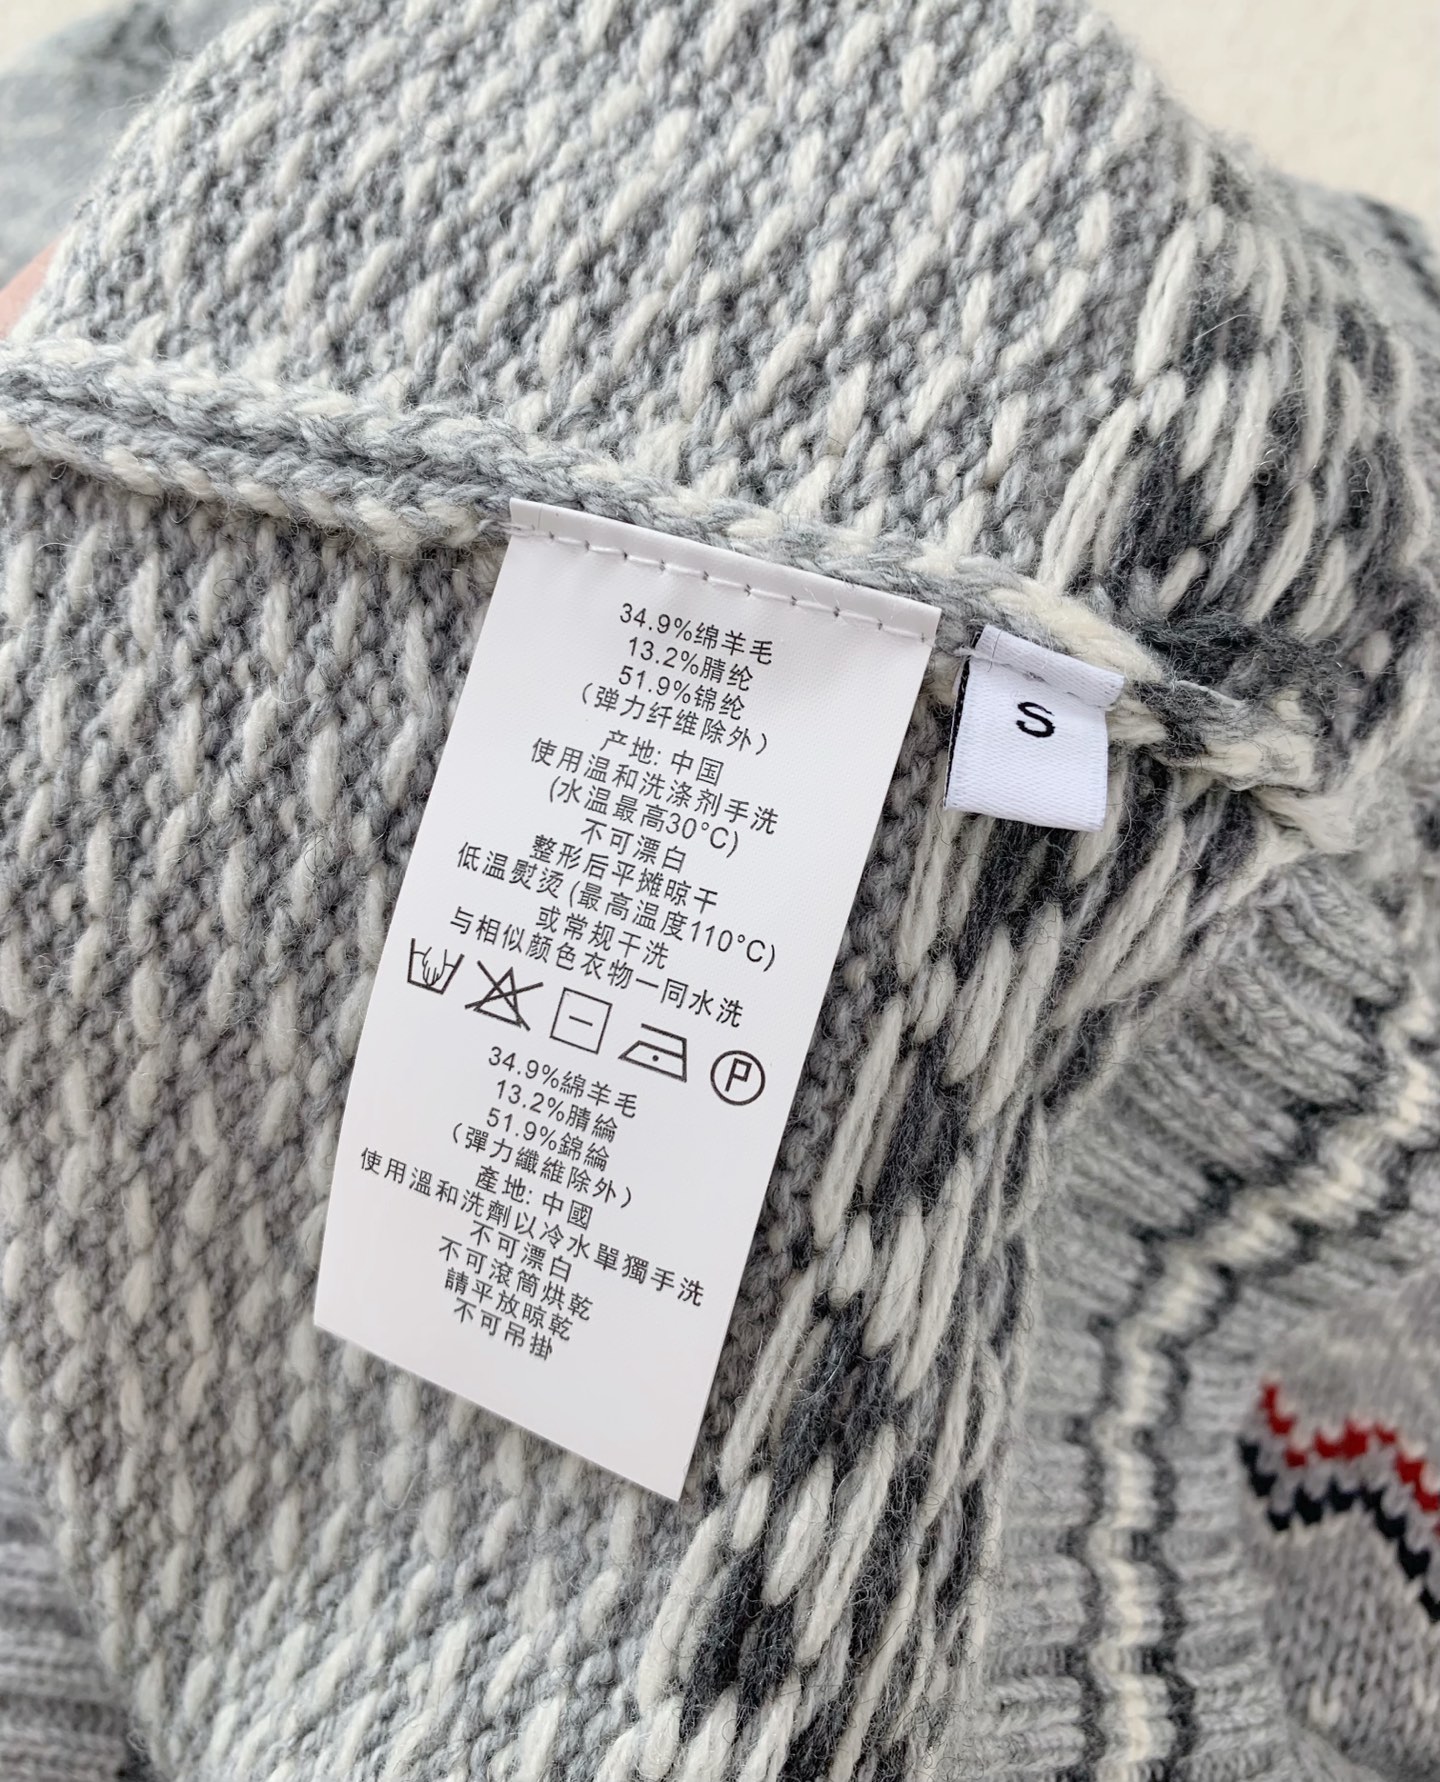 34.9%绵羊毛
13.2%腈纶
51.9%锦纶
（弹力纤维除外）
产地: 中国
使用温和洗涤剂手洗
(水温最高30°C)
不可漂白
整形后平摊晾干
低温熨烫(最高温度110°C)
或常规干洗
与相似颜色衣物一同水洗
P
34.9%綿羊毛
13.2%腈綸
51.9%錦綸
（彈力纖維除外）
產地: 中國
使用溫和洗劑以冷水單獨手洗
不可漂白
不可滾筒烘乾
請平放晾乾
不可吊掛
S